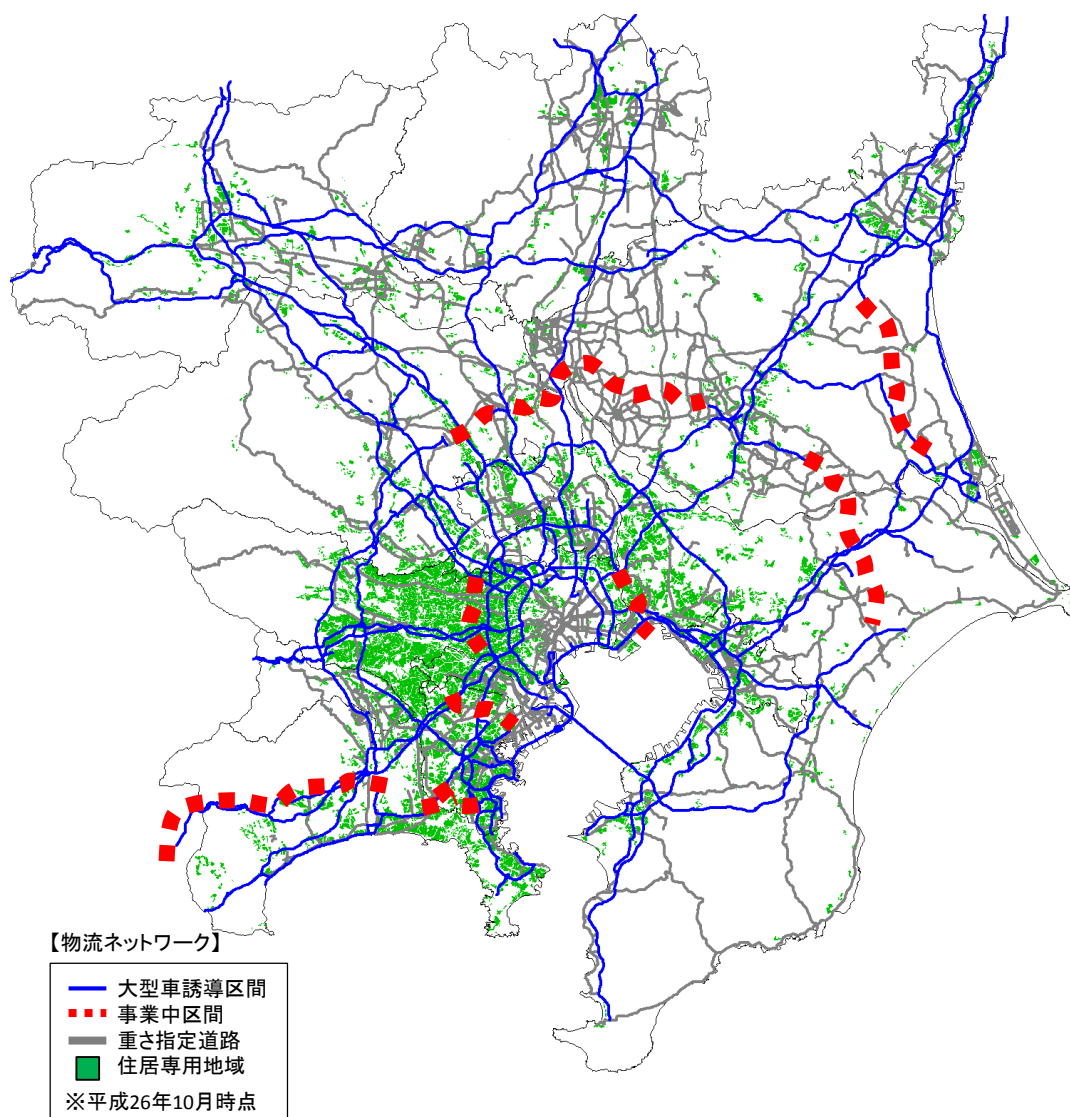 【物流ネットワーク】
大型車誘導区間
事業中区間
重さ指定道路
住居専用地域
※平成26年10月時点